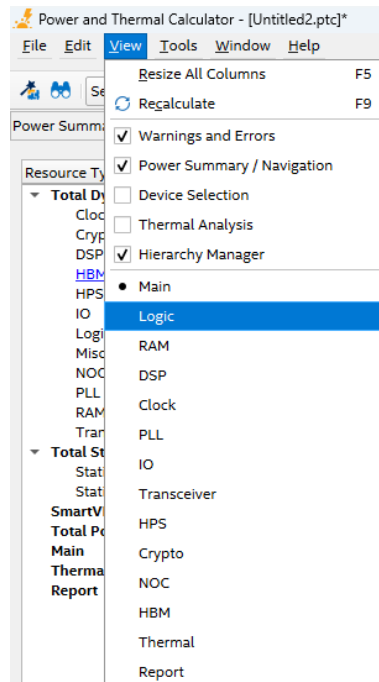 Power and Thermal Calculator - [Untitled2.ptc]*
File Edit View Tools Window Help
Resize All Columns F5
Recalculate F9
Warnings and Errors
Power Summary / Navigation
Device Selection
Thermal Analysis
Hierarchy Manager
Main
Logic
RAM
DSP
Clock
PLL
IO
Transceiver
HPS
Crypto
NOC
HBM
Thermal
Report
Se
Power Summa
Resource Ty
Total Dy
Cloc
Cryp
DSP
HBM
HPS
IO
Logi
Misc
NOC
PLL
RAM
Tran
Total St
Stati
Stati
SmartVI
Total Po
Main
Therma
Report